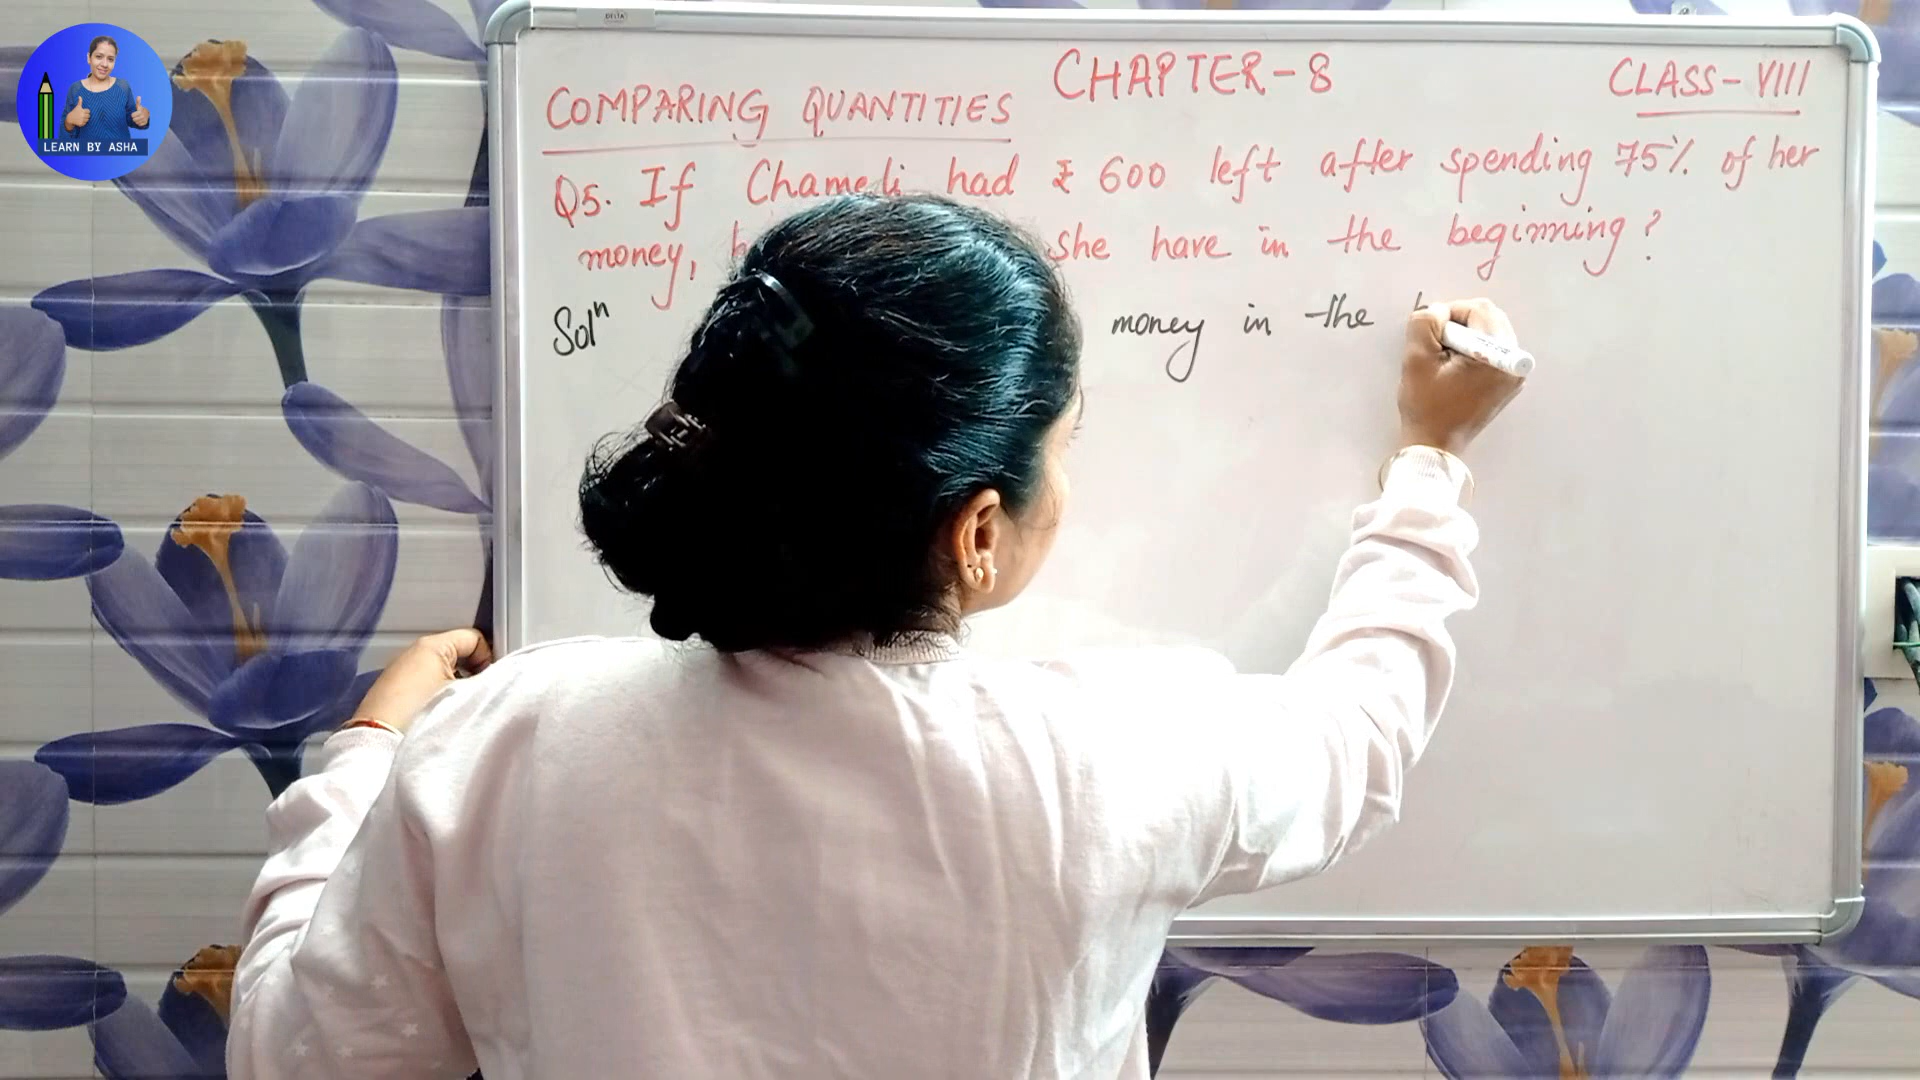 DELTA
CHAPTER-8
CLASS-VIII
COMPARING QUANTITIES
LEARN BY ASHA
Q5. If Chameli had ₹ 600 left after spending 75% of her
money, she have in the beginning?
Solⁿ money in the